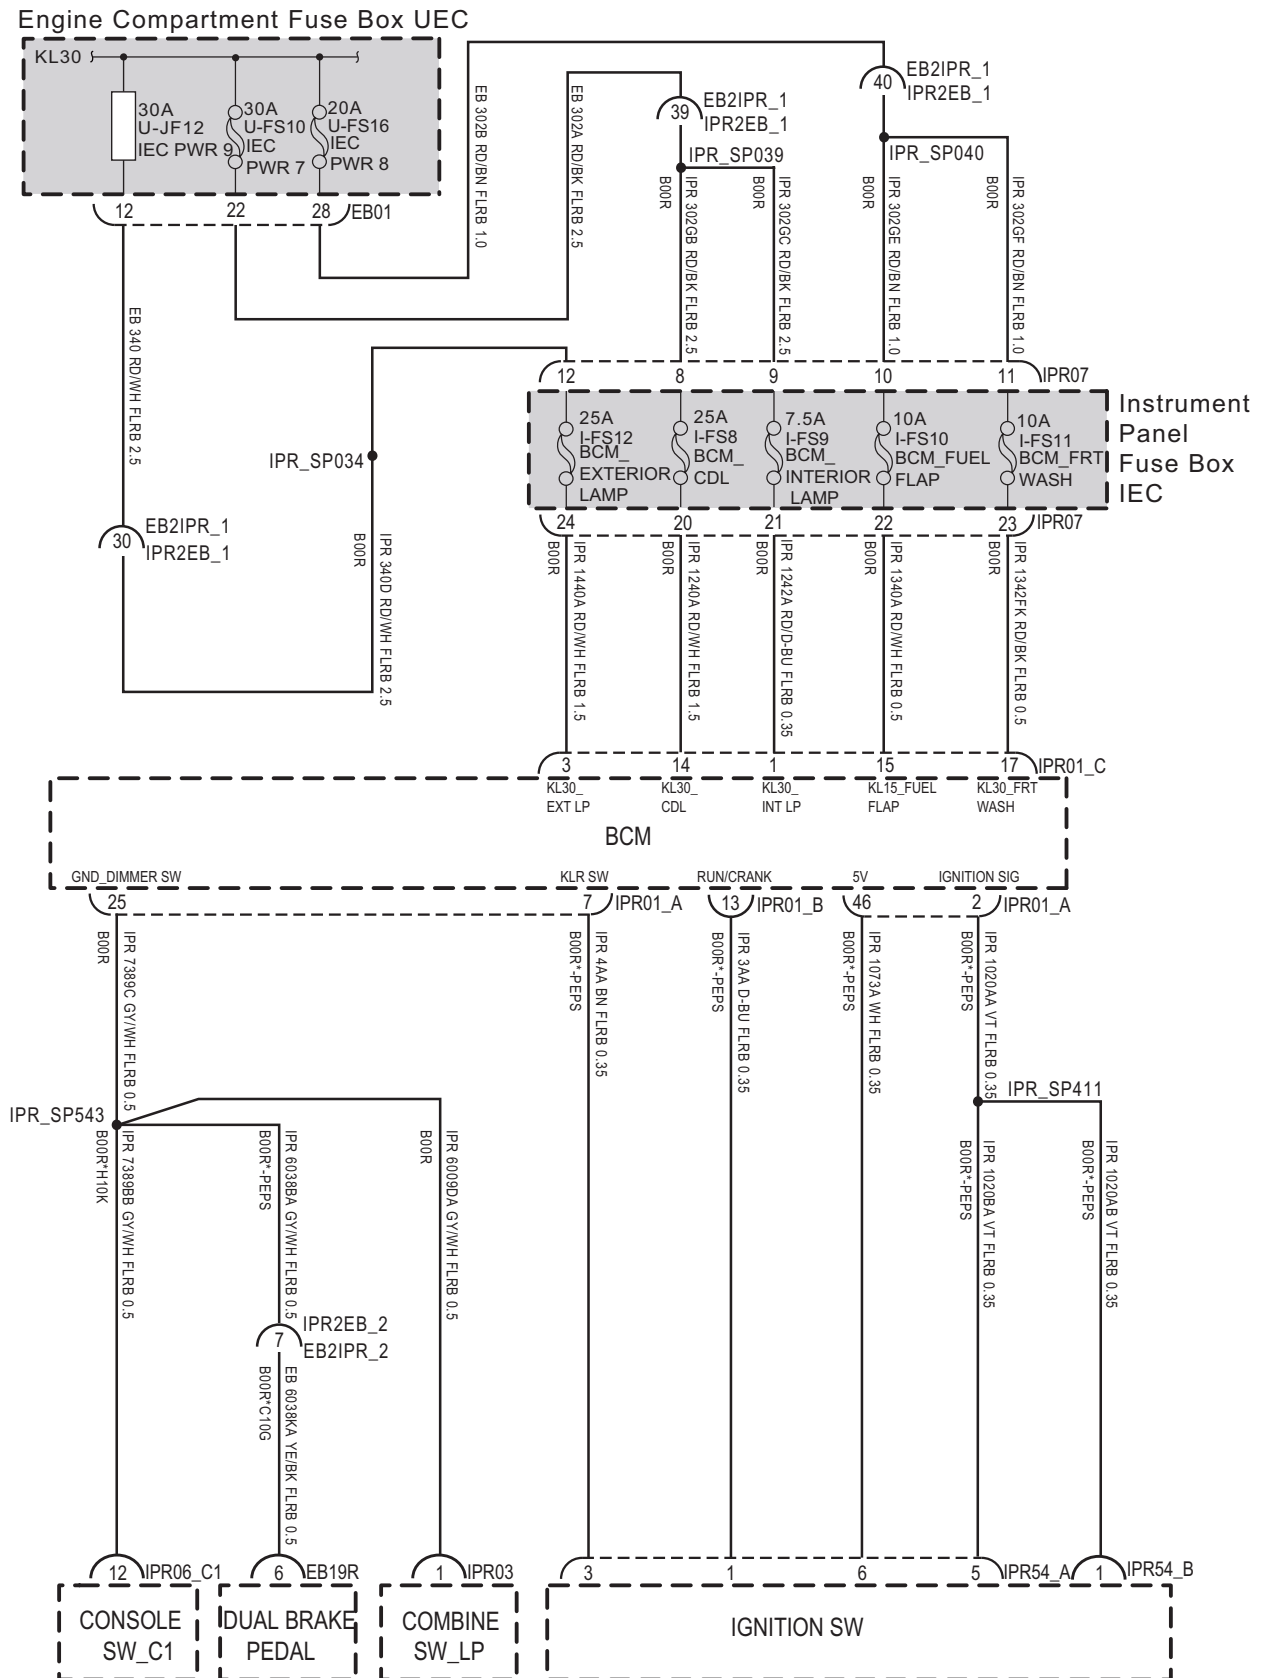 Engine Compartment Fuse Box UEC
KL30
30A
U-JF12
IEC PWR 9
30A
U-FS10
IEC
PWR 7
20A
U-FS16
IEC
PWR 8
12
22
28
EB01
EB 302B RD/BN FLRB 1.0
EB 302A RD/BK FLRB 2.5
39
EB2IPR_1
IPR2EB_1
40
EB2IPR_1
IPR2EB_1
IPR_SP039
IPR_SP040
B00R
IPR 302GB RD/BK FLRB 2.5
B00R
IPR 302GC RD/BK FLRB 2.5
B00R
IPR 302GE RD/BN FLRB 1.0
B00R
IPR 302GF RD/BN FLRB 1.0
EB 340 RD/WH FLRB 2.5
12
8
9
10
11
IPR07
25A
I-FS12
BCM_
EXTERIOR
LAMP
25A
I-FS8
BCM_
CDL
7.5A
I-FS9
BCM_
INTERIOR
LAMP
10A
I-FS10
BCM_FUEL
FLAP
10A
I-FS11
BCM_FRT
WASH
Instrument
Panel
Fuse Box
IEC
IPR_SP034
24
20
21
22
23
IPR07
30
EB2IPR_1
IPR2EB_1
B00R
IPR 340D RD/WH FLRB 2.5
B00R
IPR 1440A RD/WH FLRB 1.5
B00R
IPR 1240A RD/WH FLRB 1.5
B00R
IPR 1242A RD/D-BU FLRB 0.35
B00R
IPR 1340A RD/WH FLRB 0.5
B00R
IPR 1342FK RD/BK FLRB 0.5
3
14
1
15
17
IPR01_C
KL30_
EXT LP
KL30_
CDL
KL30_
INT LP
KL15_FUEL
FLAP
KL30_FRT
WASH
BCM
GND_DIMMER SW
KLR SW
RUN/CRANK
5V
IGNITION SIG
25
7
IPR01_A
13
IPR01_B
46
2
IPR01_A
B00R
IPR 7389C GY/WH FLRB 0.5
B00R*-PEPS
IPR 4AA BN FLRB 0.35
B00R*-PEPS
IPR 3AA D-BU FLRB 0.35
B00R*-PEPS
IPR 1073A WH FLRB 0.35
B00R*-PEPS
IPR 1020AA VT FLRB 0.35
IPR_SP411
IPR_SP543
B00R*H10K
IPR 7389BB GY/WH FLRB 0.5
B00R*-PEPS
IPR 6038BA GY/WH FLRB 0.5
B00R
IPR 6009DA GY/WH FLRB 0.5
B00R*-PEPS
IPR 1020BA VT FLRB 0.35
B00R*-PEPS
IPR 1020AB VT FLRB 0.35
7
IPR2EB_2
EB2IPR_2
B00R*C10G
EB 6038KA YE/BK FLRB 0.5
12
IPR06_C1
6
EB19R
1
IPR03
3
1
6
5
IPR54_A
1
IPR54_B
CONSOLE
SW_C1
DUAL BRAKE
PEDAL
COMBINE
SW_LP
IGNITION SW